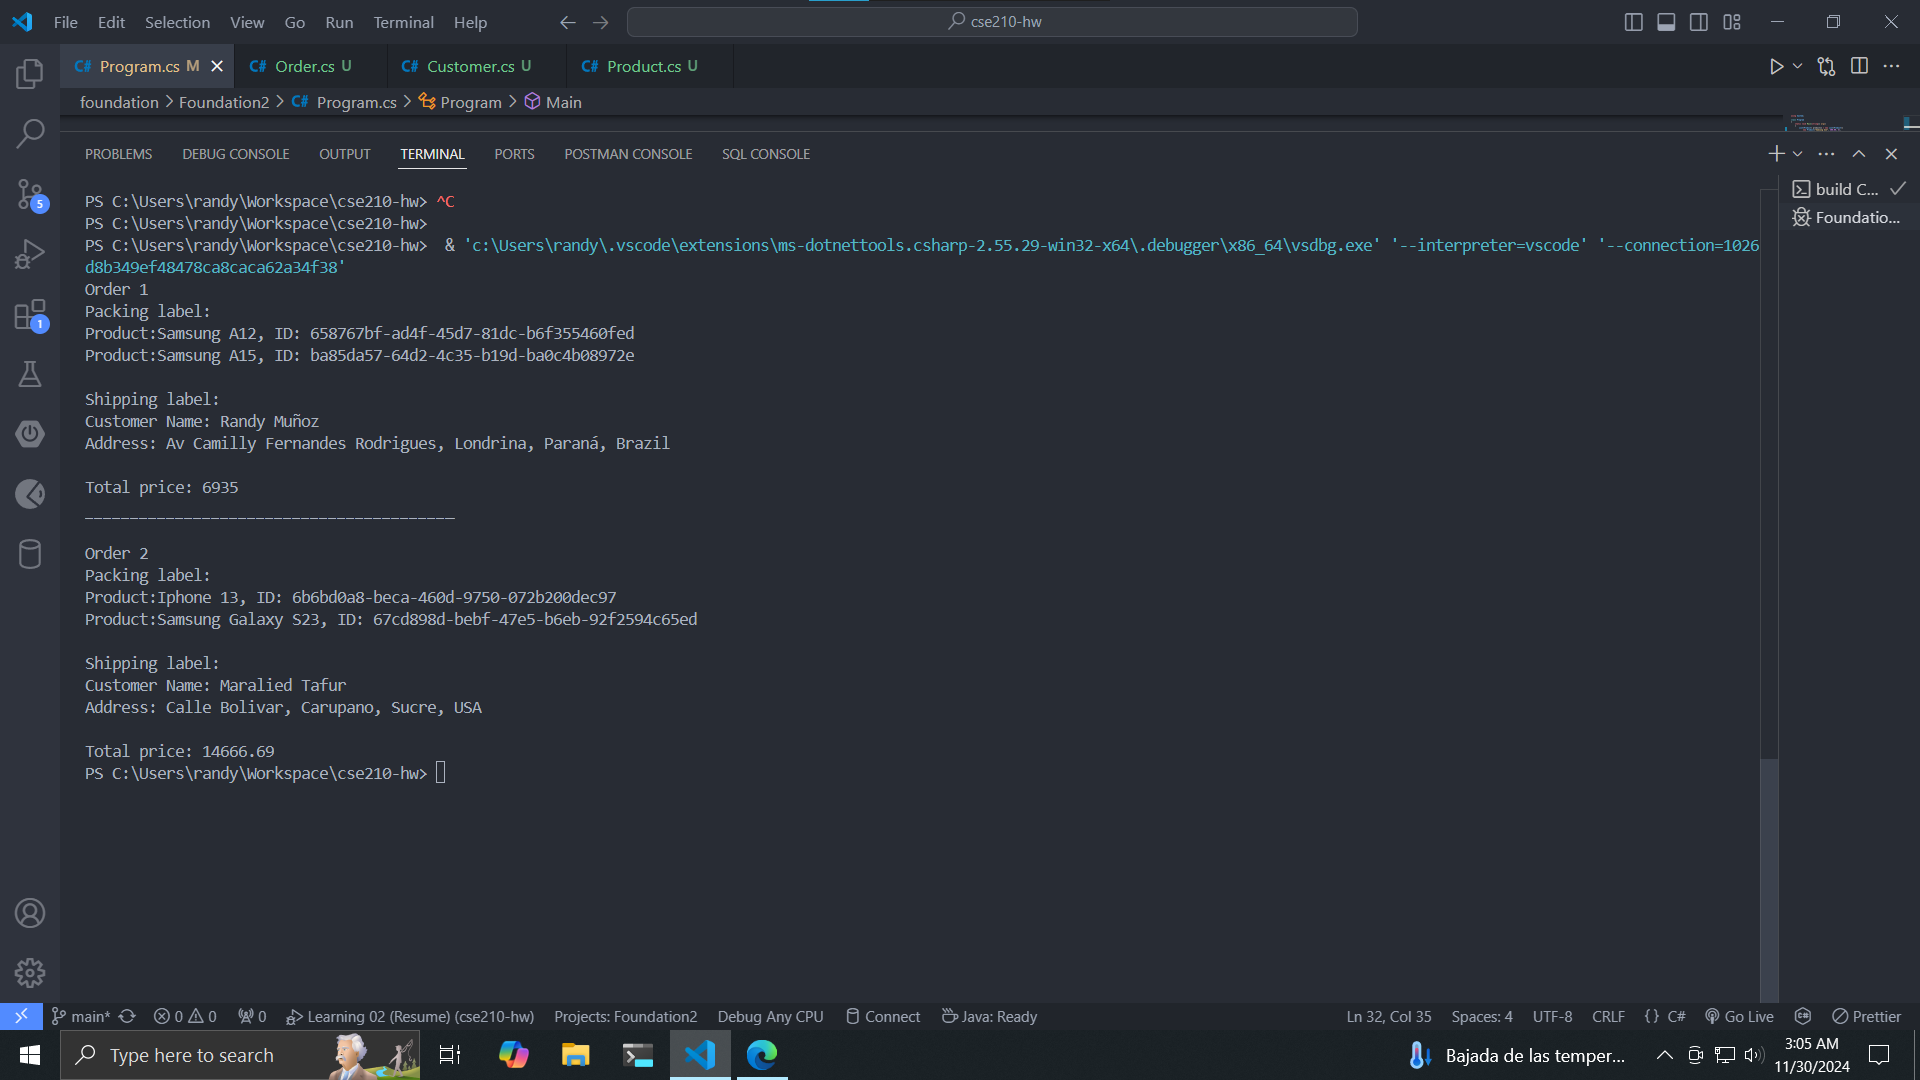 File Edit Selection View Go Run Terminal Help
cse210-hw
C# Program.cs M
C# Order.cs U
C# Customer.cs U
C# Product.cs U
foundation > Foundation2 > C# Program.cs > Program > Main
PROBLEMS DEBUG CONSOLE OUTPUT TERMINAL PORTS POSTMAN CONSOLE SQL CONSOLE
build C...
Foundatio...
PS C:\Users\randy\Workspace\cse210-hw> ^C
PS C:\Users\randy\Workspace\cse210-hw>
PS C:\Users\randy\Workspace\cse210-hw>  & 'c:\Users\randy\.vscode\extensions\ms-dotnettools.csharp-2.55.29-win32-x64\.debugger\x86_64\vsdbg.exe' '--interpreter=vscode' '--connection=1026
d8b349ef48478ca8caca62a34f38'
Order 1
Packing label:
Product:Samsung A12, ID: 658767bf-ad4f-45d7-81dc-b6f355460fed
Product:Samsung A15, ID: ba85da57-64d2-4c35-b19d-ba0c4b08972e
Shipping label:
Customer Name: Randy Muñoz
Address: Av Camilly Fernandes Rodrigues, Londrina, Paraná, Brazil
Total price: 6935
_________________________________________
Order 2
Packing label:
Product:Iphone 13, ID: 6b6bd0a8-beca-460d-9750-072b200dec97
Product:Samsung Galaxy S23, ID: 67cd898d-bebf-47e5-b6eb-92f2594c65ed
Shipping label:
Customer Name: Maralied Tafur
Address: Calle Bolivar, Carupano, Sucre, USA
Total price: 14666.69
PS C:\Users\randy\Workspace\cse210-hw>
5
1
main* 0 0 0 Learning 02 (Resume) (cse210-hw) Projects: Foundation2 Debug Any CPU Connect Java: Ready
Ln 32, Col 35 Spaces: 4 UTF-8 CRLF {} C# Go Live Prettier
Type here to search
Bajada de las temper...
3:05 AM
11/30/2024